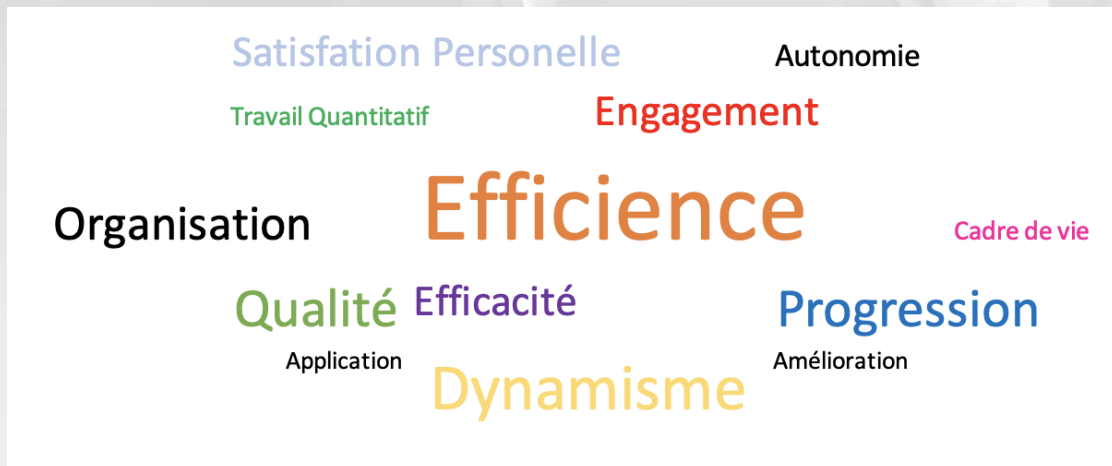 Satisfation Personelle
Autonomie
Travail Quantitatif
Engagement
Efficience
Organisation
Cadre de vie
Qualité
Efficacité
Progression
Application
Amélioration
Dynamisme